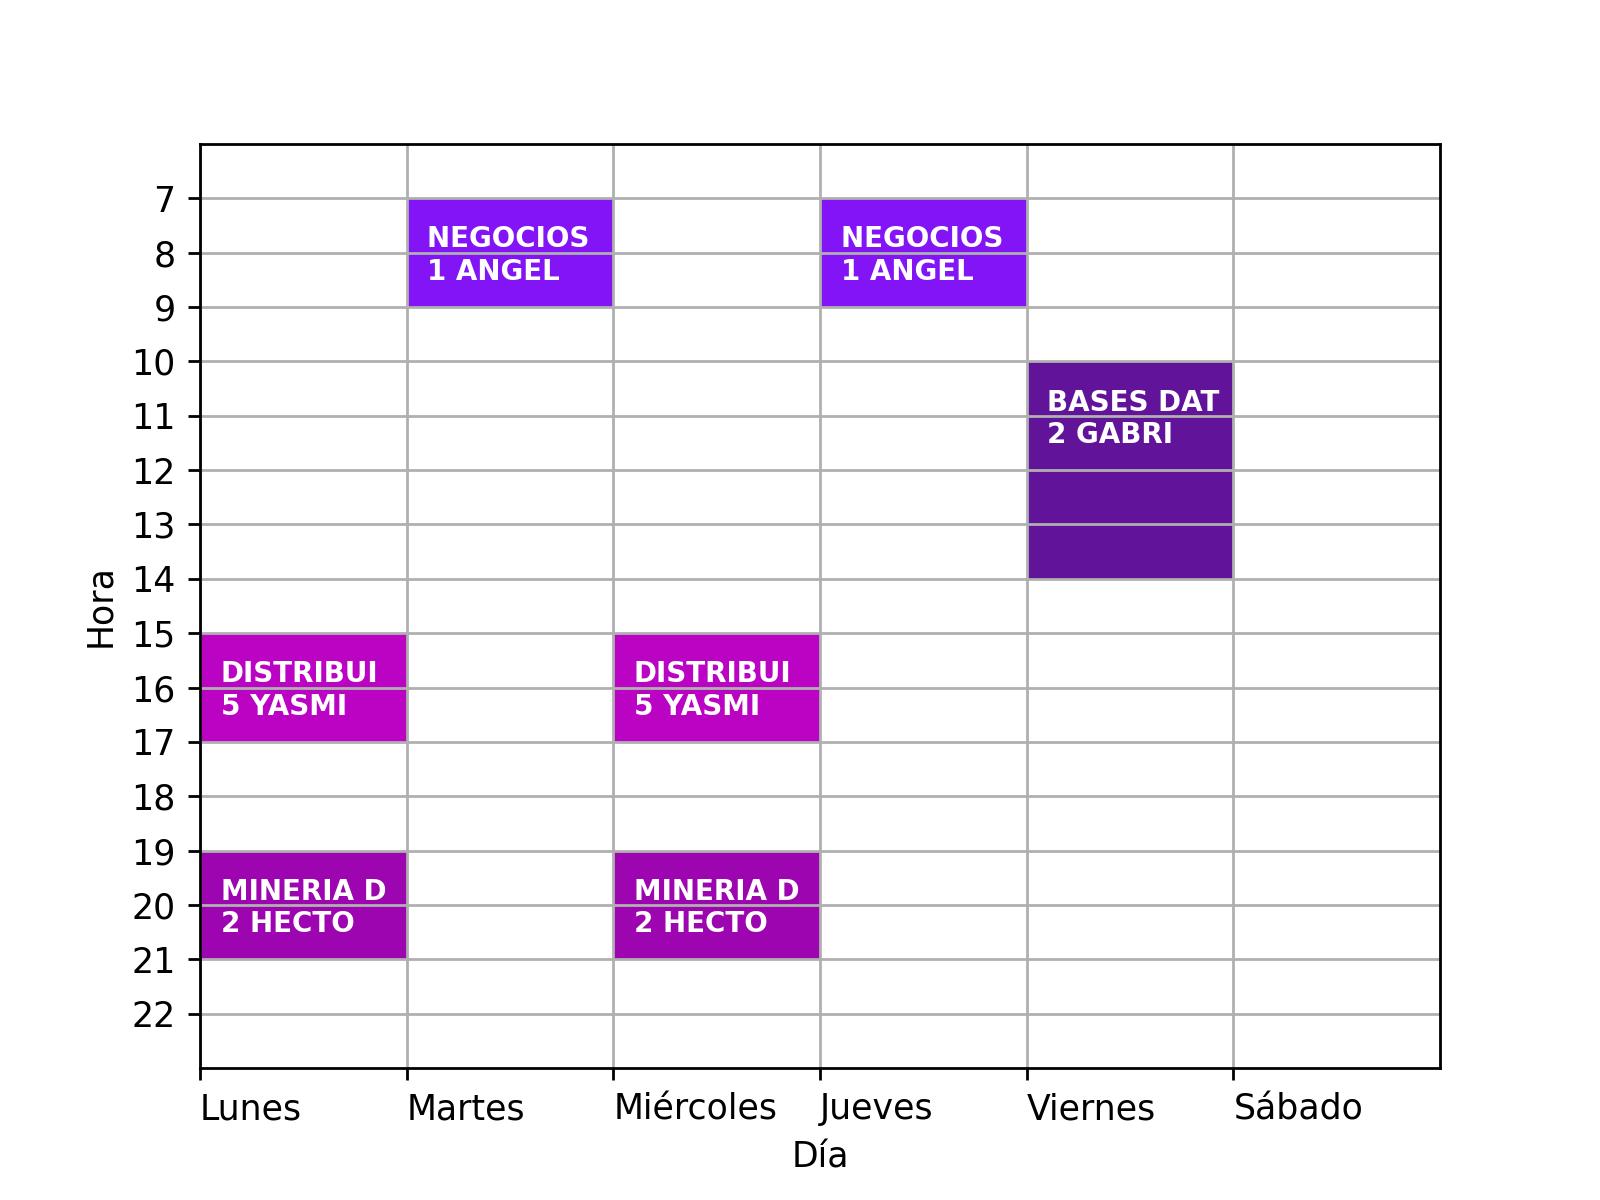 7
8
9
10
11
12
13
14
15
16
17
18
19
20
21
22
Hora
NEGOCIOS
1 ANGEL
NEGOCIOS
1 ANGEL
BASES DAT
2 GABRI
DISTRIBUI
5 YASMI
DISTRIBUI
5 YASMI
MINERIA D
2 HECTO
MINERIA D
2 HECTO
Lunes Martes Miércoles Jueves Viernes Sábado
Día